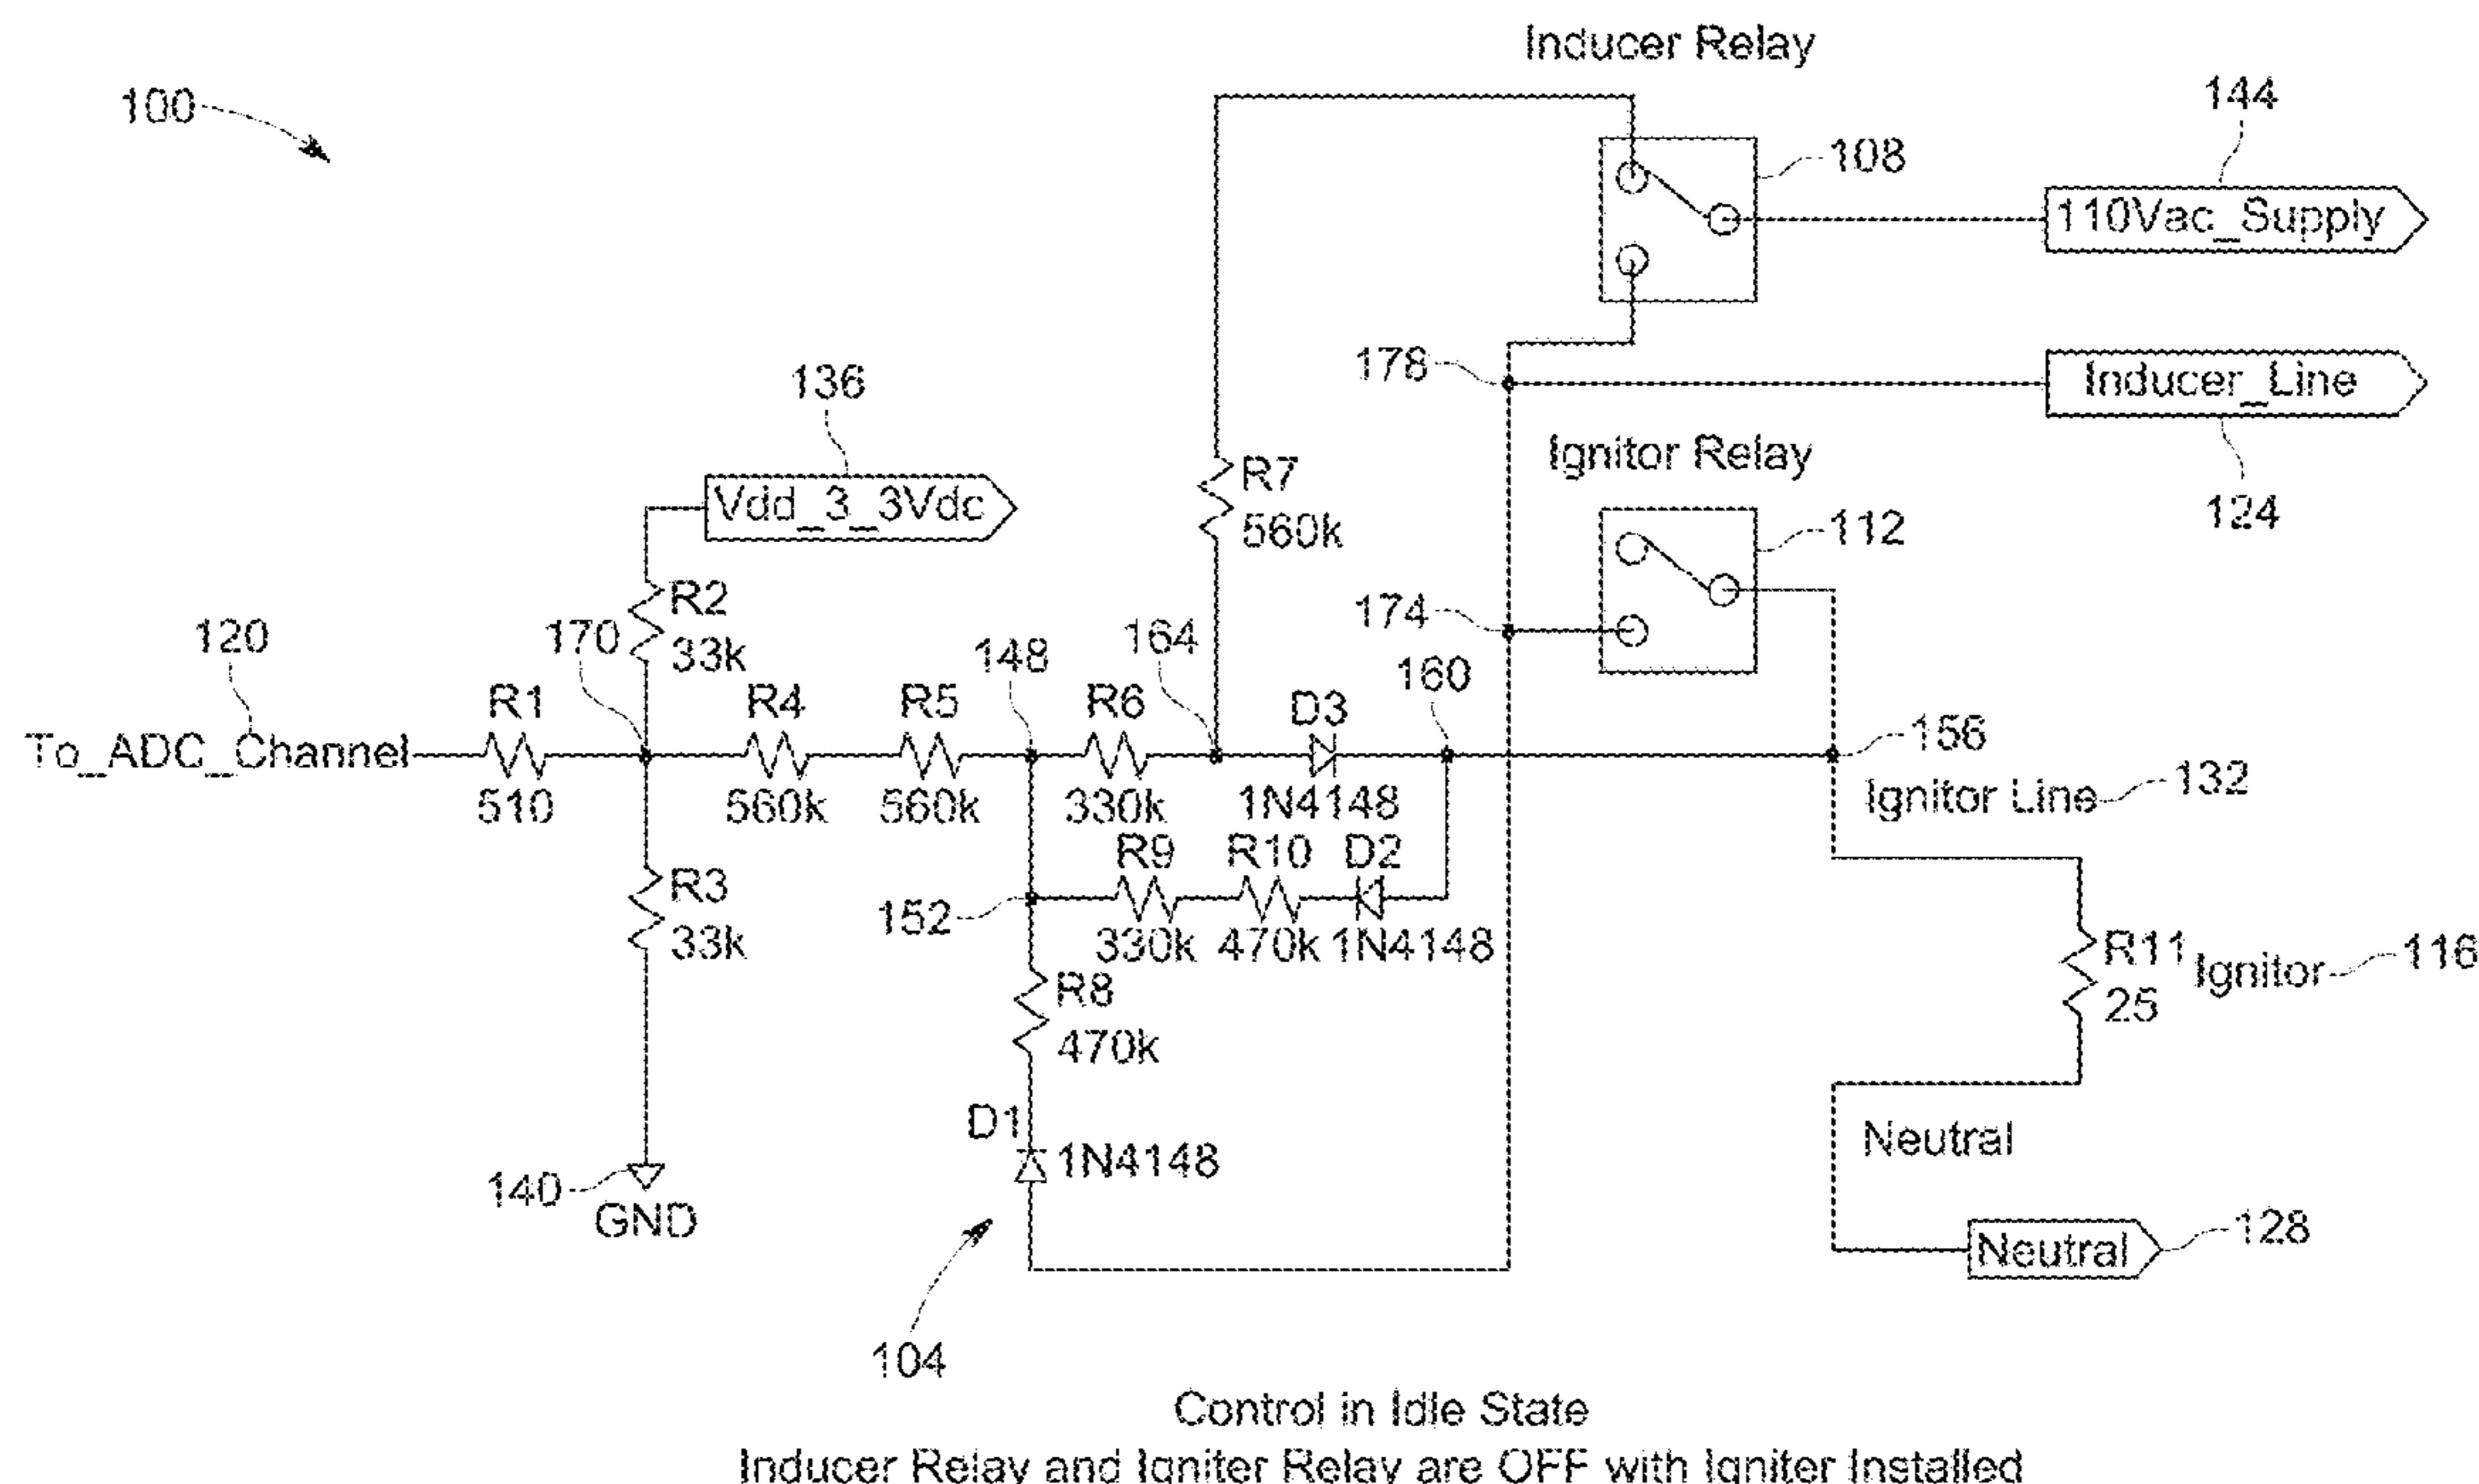 Inducer Relay
100
144
108
110Vac_Supply
178
136
Inducer_Line
Ignitor Relay
R7
560k
Vdd_3_3Vdc
124
112
R2
33k
120
170
148
164
174
160
R1
R4
R5
R6
D3
156
To_ADC_Channel
510
560k
560k
330k
1N4148
Ignitor Line
132
R9
R10
D2
R3
33k
152
330k
470k
1N4148
R11
25
Ignitor
116
R8
470k
D1
1N4148
Neutral
140
GND
Neutral
128
104
Control in Idle State
Inducer Relay and Igniter Relay are OFF with Igniter Installed